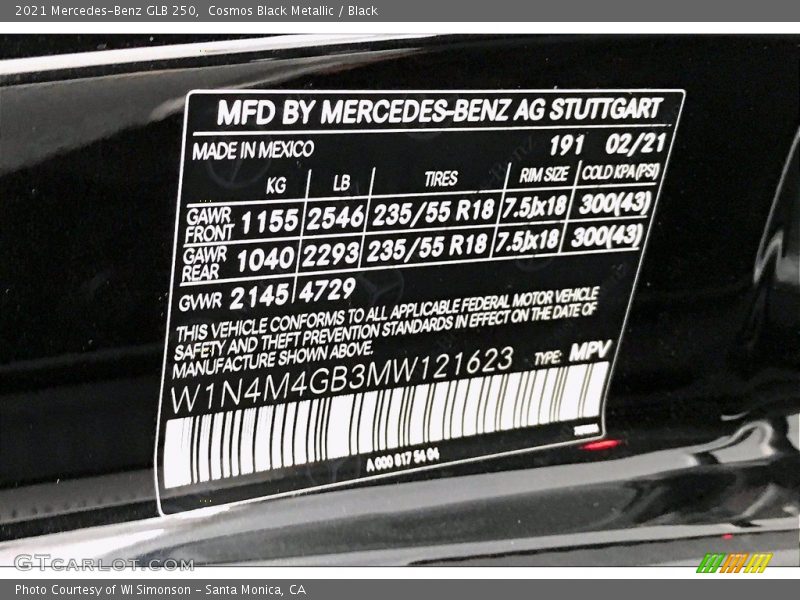 2021 Mercedes-Benz GLB 250, Cosmos Black Metallic / Black
MFD BY MERCEDES-BENZ AG STUTTGART
MADE IN MEXICO 191 02/21
KG LB TIRES RIM SIZE COLD KPA(PSI)
GAWR FRONT 1155 2546 235/55 R18 7.5Jx18 300(43)
GAWR REAR 1040 2293 235/55 R18 7.5Jx18 300(43)
GVWR 2145 4729
THIS VEHICLE CONFORMS TO ALL APPLICABLE FEDERAL MOTOR VEHICLE
SAFETY AND THEFT PREVENTION STANDARDS IN EFFECT ON THE DATE OF
MANUFACTURE SHOWN ABOVE.
W1N4M4GB3MW121623 TYPE: MPV
A 000 817 54 04
GTCARLOT.COM
Photo Courtesy of WI Simonson - Santa Monica, CA